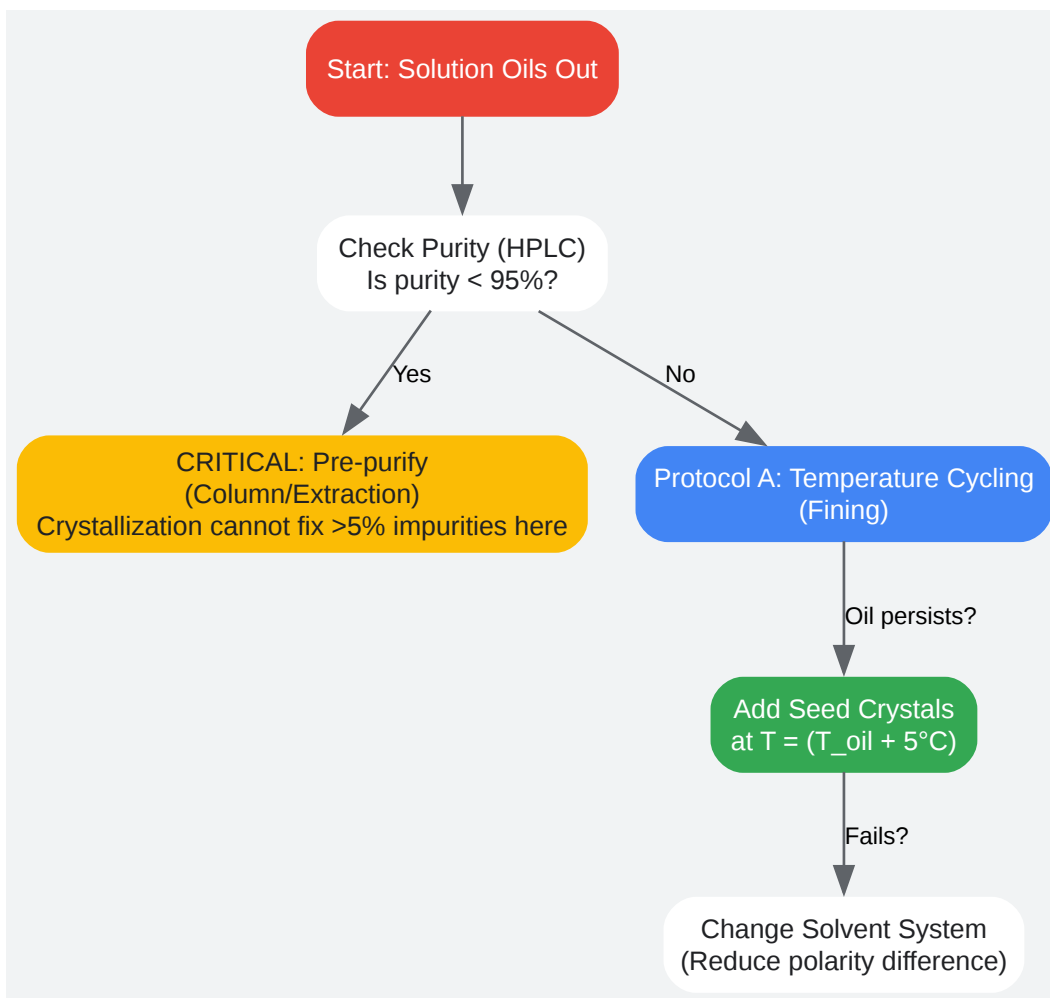 Start: Solution Oils Out
Check Purity (HPLC)
Is purity < 95%?
Yes
No
CRITICAL: Pre-purify
(Column/Extraction)
Crystallization cannot fix >5% impurities here
Protocol A: Temperature Cycling
(Fining)
Oil persists?
Add Seed Crystals
at T = (T_oil + 5°C)
Fails?
Change Solvent System
(Reduce polarity difference)